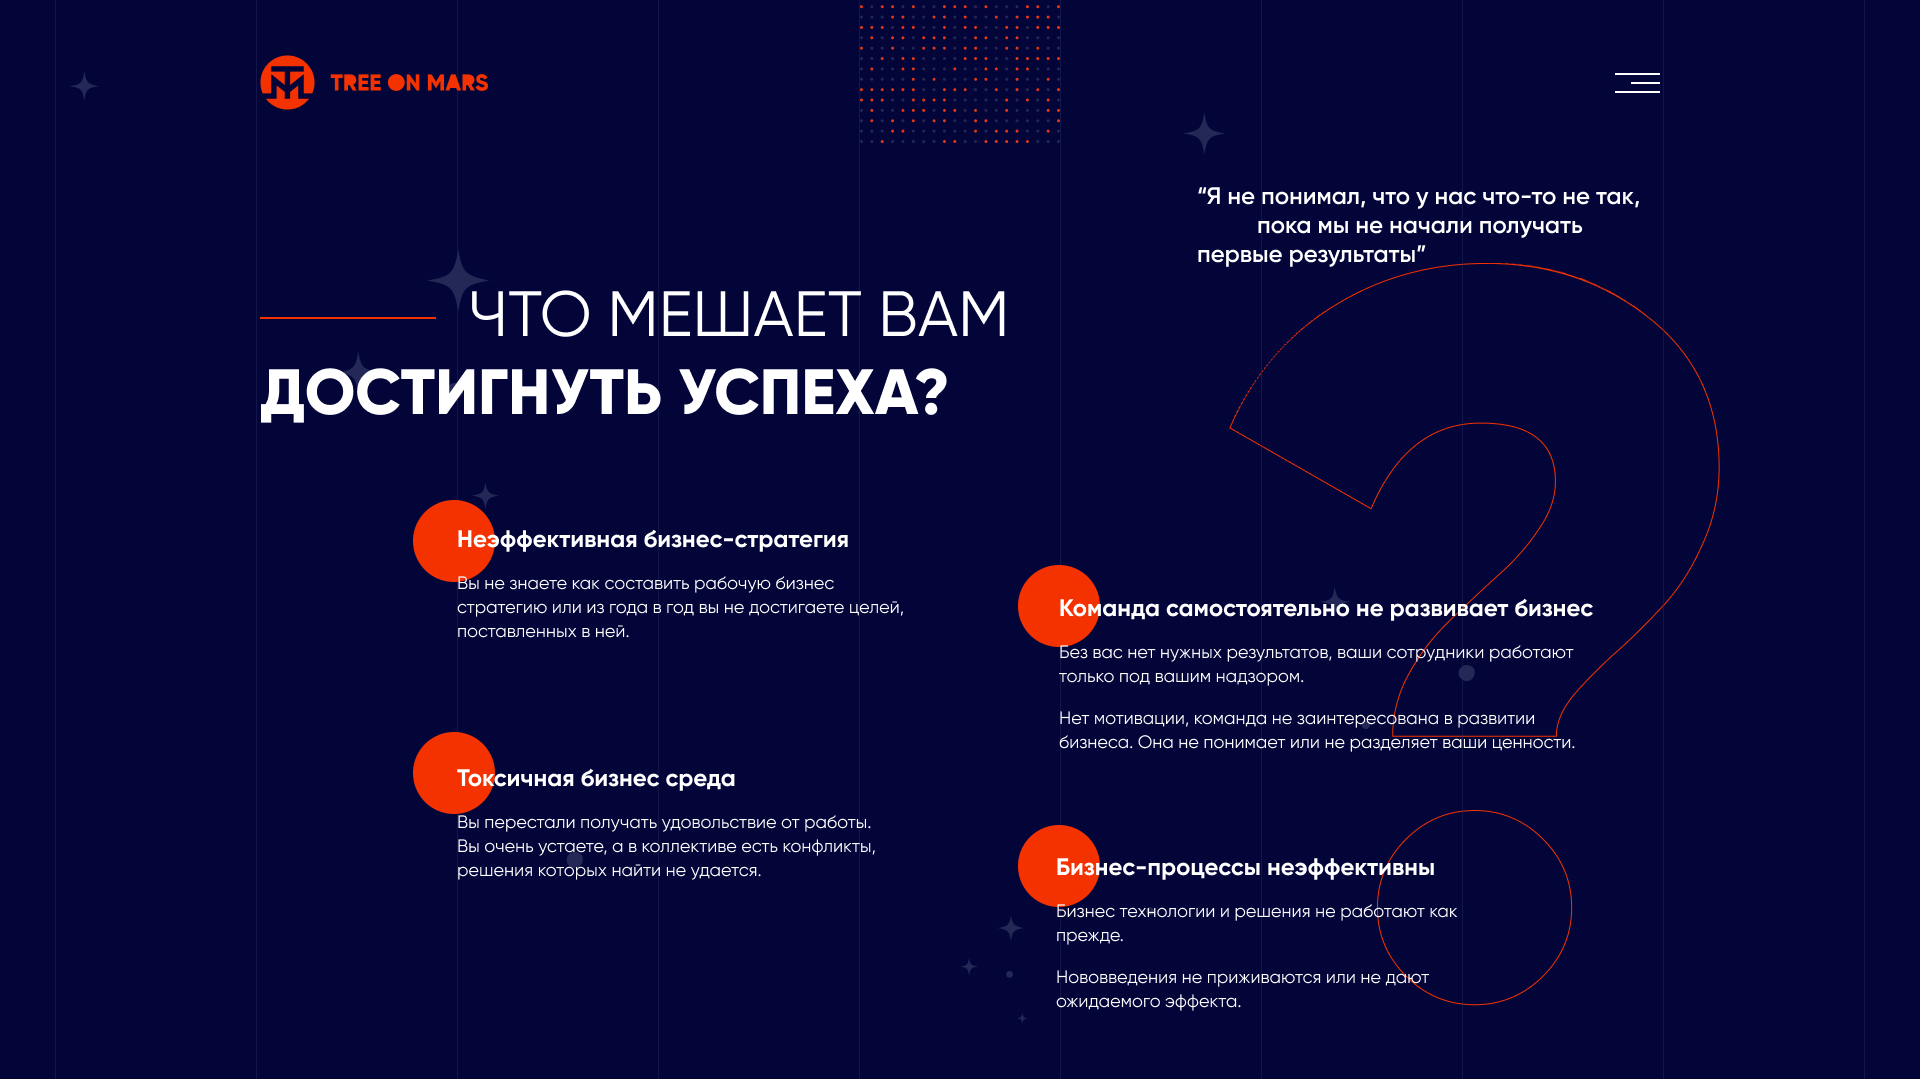 TREE ON MARS
“Я не понимал, что у нас что-то не так,
пока мы не начали получать
первые результаты”
ЧТО МЕШАЕТ ВАМ
ДОСТИГНУТЬ УСПЕХА?
Неэффективная бизнес-стратегия
Вы не знаете как составить рабочую бизнес
стратегию или из года в год вы не достигаете целей,
поставленных в ней.
Токсичная бизнес среда
Вы перестали получать удовольствие от работы.
Вы очень устаете, а в коллективе есть конфликты,
решения которых найти не удается.
Команда самостоятельно не развивает бизнес
Без вас нет нужных результатов, ваши сотрудники работают
только под вашим надзором.
Нет мотивации, команда не заинтересована в развитии
бизнеса. Она не понимает или не разделяет ваши ценности.
Бизнес-процессы неэффективны
Бизнес технологии и решения не работают как
прежде.
Нововведения не приживаются или не дают
ожидаемого эффекта.